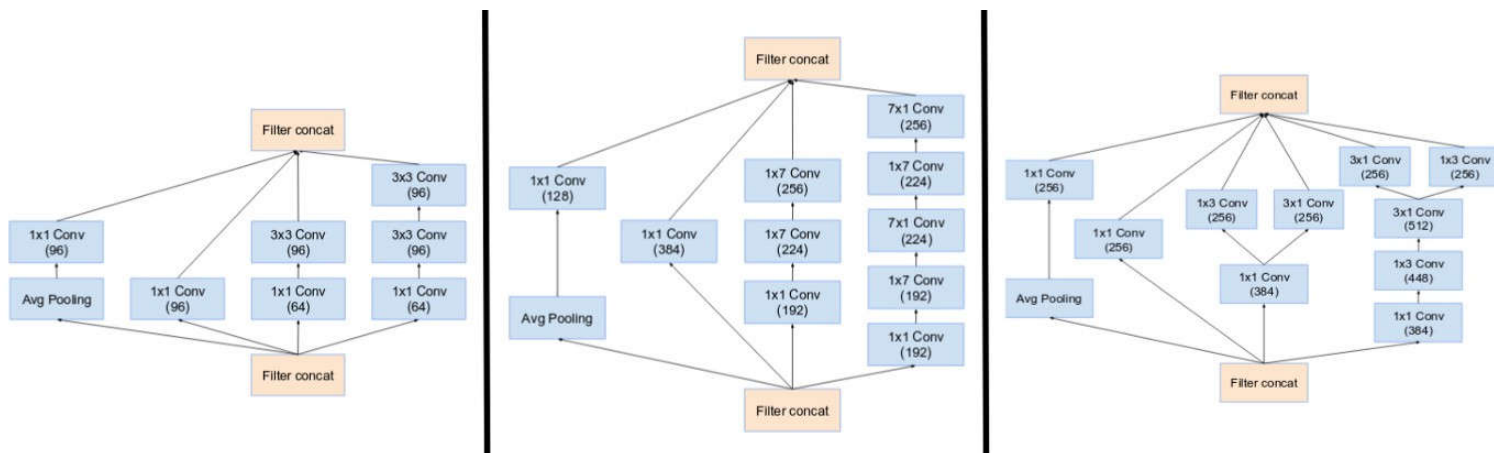 Filter concat
3x3 Conv
(96)
1x1 Conv
(96)
3x3 Conv
(96)
3x3 Conv
(96)
Avg Pooling
1x1 Conv
(96)
1x1 Conv
(64)
1x1 Conv
(64)
Filter concat
Filter concat
7x1 Conv
(256)
1x1 Conv
(128)
1x7 Conv
(256)
1x7 Conv
(224)
1x1 Conv
(384)
1x7 Conv
(224)
7x1 Conv
(224)
Avg Pooling
1x1 Conv
(192)
1x7 Conv
(192)
1x1 Conv
(192)
Filter concat
Filter concat
3x1 Conv
(256)
1x3 Conv
(256)
1x1 Conv
(256)
1x3 Conv
(256)
3x1 Conv
(256)
3x1 Conv
(512)
1x1 Conv
(256)
1x3 Conv
(448)
1x1 Conv
(384)
Avg Pooling
1x1 Conv
(384)
Filter concat